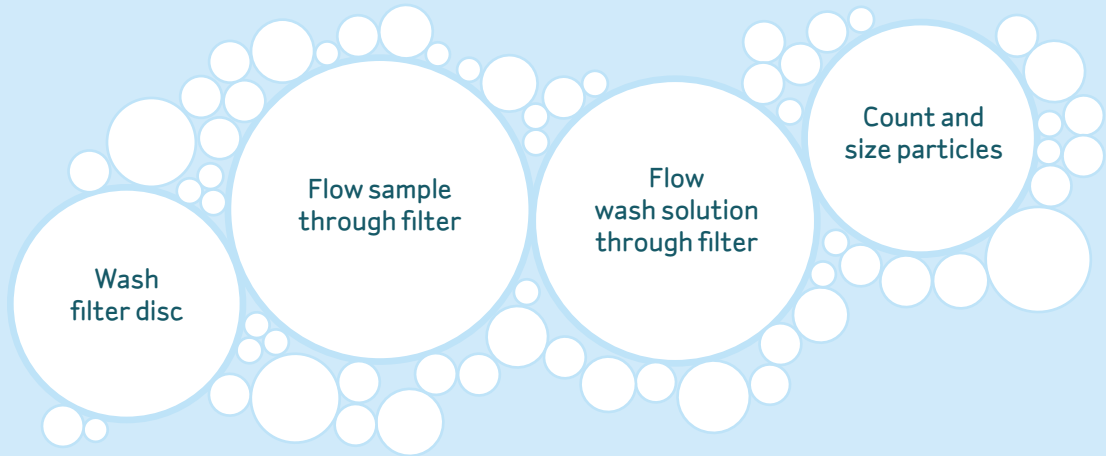 Wash
filter disc
Flow sample
through filter
Flow
wash solution
through filter
Count and
size particles